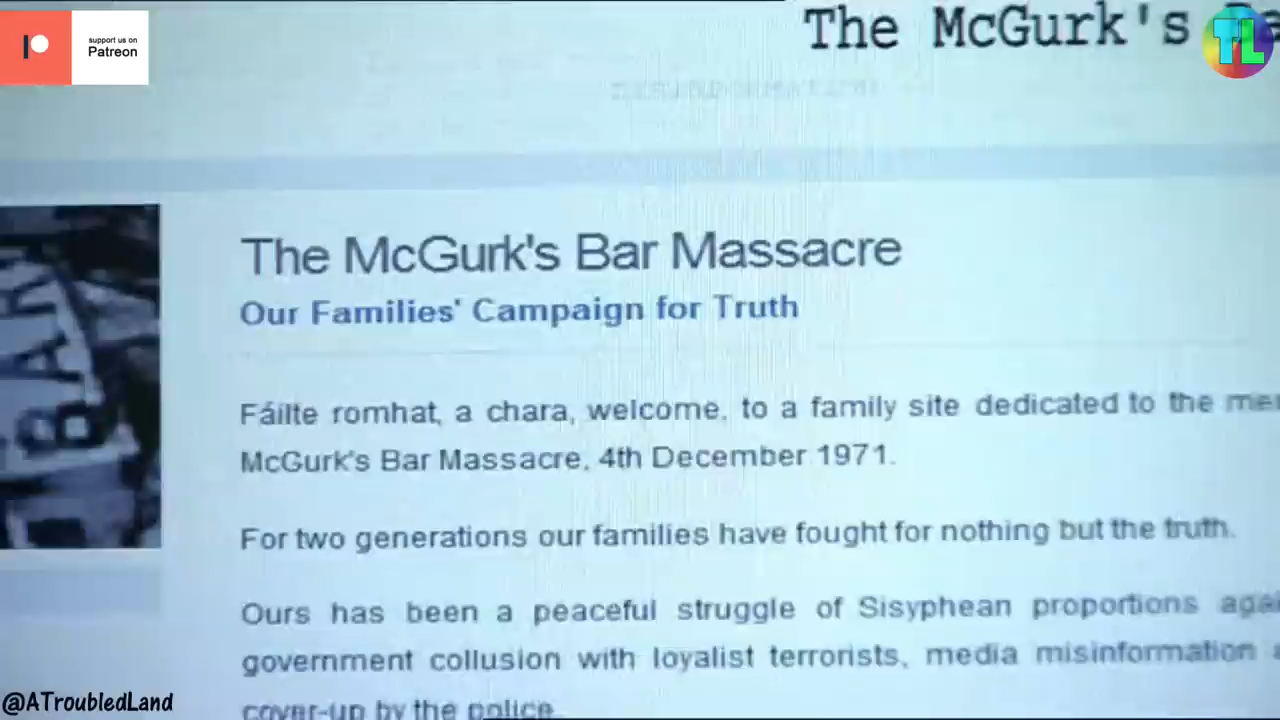 support us on
Patreon
The McGurk's
TL
The McGurk's Bar Massacre
Our Families' Campaign for Truth
BAR
Fáilte romhat, a chara, welcome, to a family site dedicated to the
McGurk's Bar Massacre, 4th December 1971.
For two generations our families have fought for nothing but the truth.
Ours has been a peaceful struggle of Sisyphean proportions
government collusion with loyalist terrorists, media misinformation
cover-up by the police
@ATroubledLand